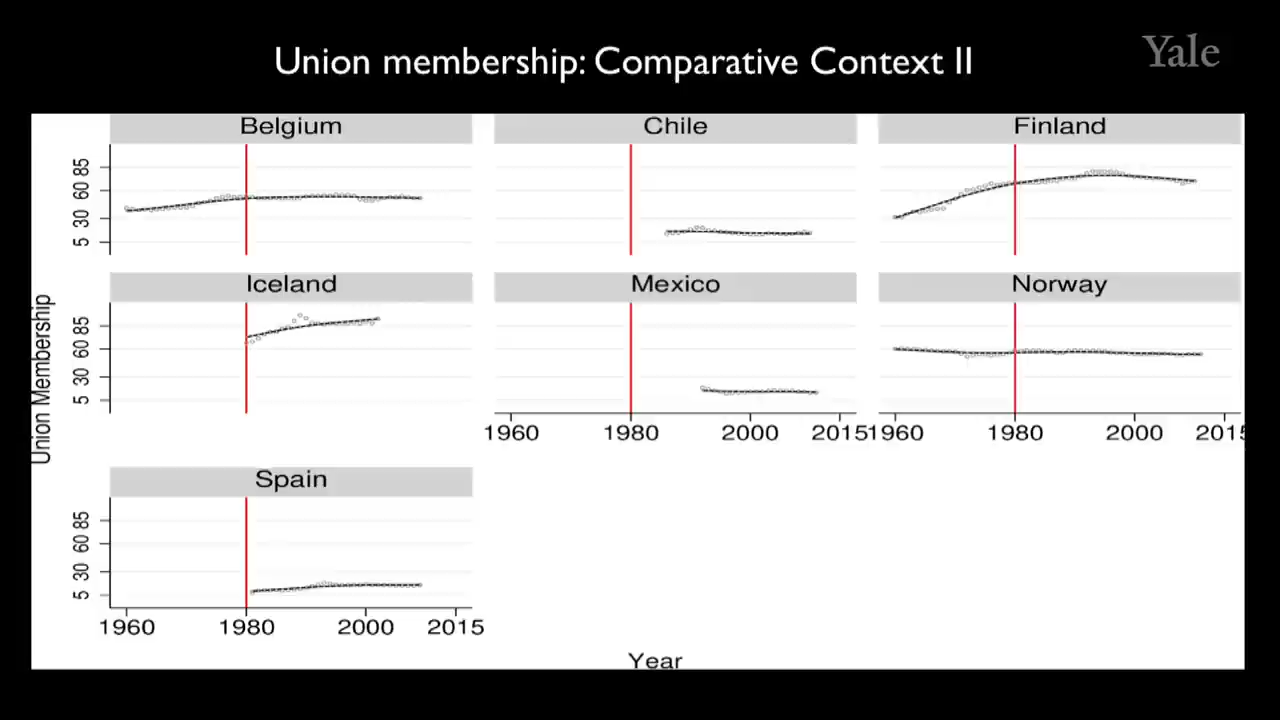 Union membership: Comparative Context II
Yale
Belgium
Chile
Finland
85
60
30
5
Iceland
Mexico
Norway
85
60
30
5
Union Membership
1960 1980 2000 2015
1960 1980 2000 2015
Spain
85
60
30
5
1960 1980 2000 2015
Year